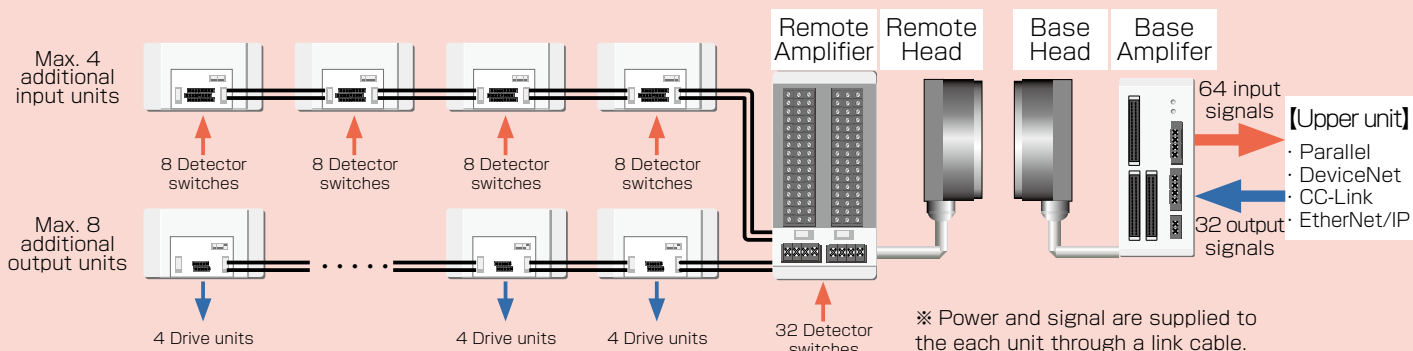 Max. 4
additional
input units
8 Detector
switches
8 Detector
switches
8 Detector
switches
8 Detector
switches
Max. 8
additional
output units
4 Drive units
4 Drive units
4 Drive units
Remote
Amplifier
Remote
Head
Base
Head
Base
Amplifer
32 Detector
switches
64 input
signals
32 output
signals
【Upper unit】
· Parallel
· DeviceNet
· CC-Link
· EtherNet/IP
※ Power and signal are supplied to
the each unit through a link cable.